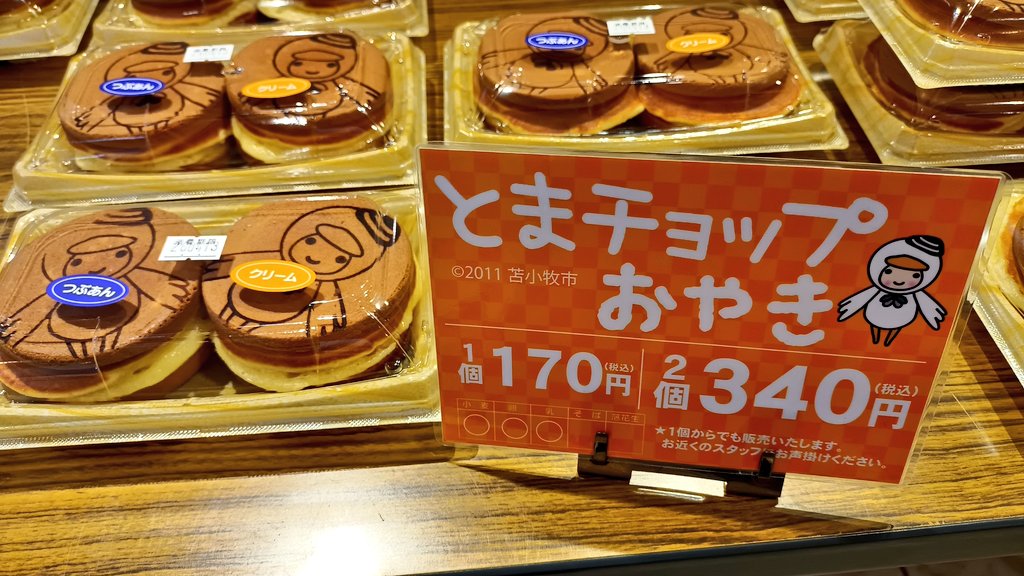 つぶあん
クリーム
つぶあん
クリーム
つぶあん
クリーム
とまチョップ
©2011 苫小牧市
おやき
1個 170円(税込)
2個 340円(税込)
小麦 卵 乳 そば 落花生
★1個からでも販売いたします。
お近くのスタッフ お声掛けください。